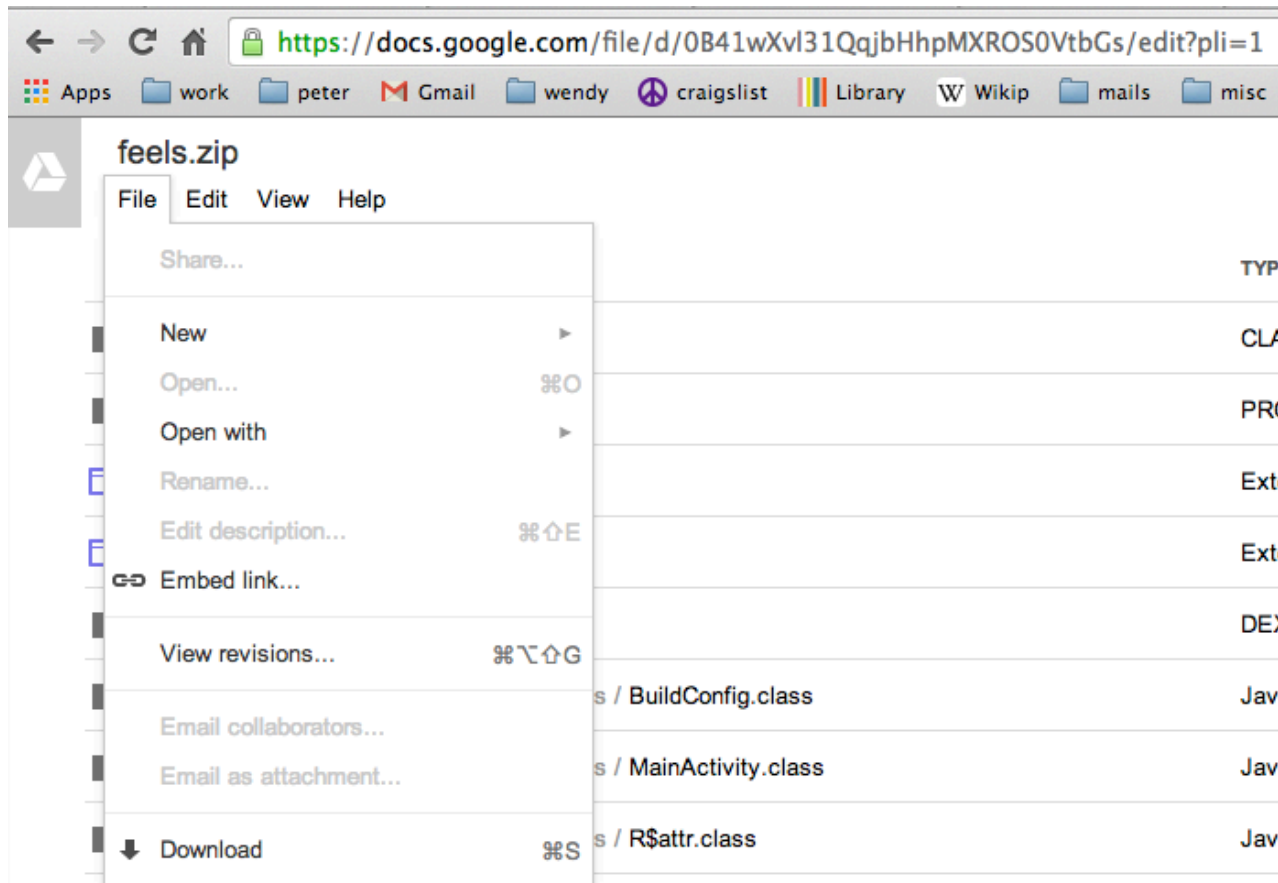 https://docs.google.com/file/d/0B41wXvl31QqjbHhpMXROS0VtbGs/edit?pli=1
Apps work peter Gmail wendy craigslist Library W Wikip mails misc
feels.zip
File Edit View Help
Share...
TYP
New
CLA
Open... ⌘O
Open with
PRO
Rename...
Ext
Edit description... ⌘⇧E
Ext
Embed link...
DEX
View revisions... ⌘⌥⇧G
s / BuildConfig.class Jav
Email collaborators...
s / MainActivity.class Jav
Email as attachment...
s / R$attr.class Jav
Download ⌘S